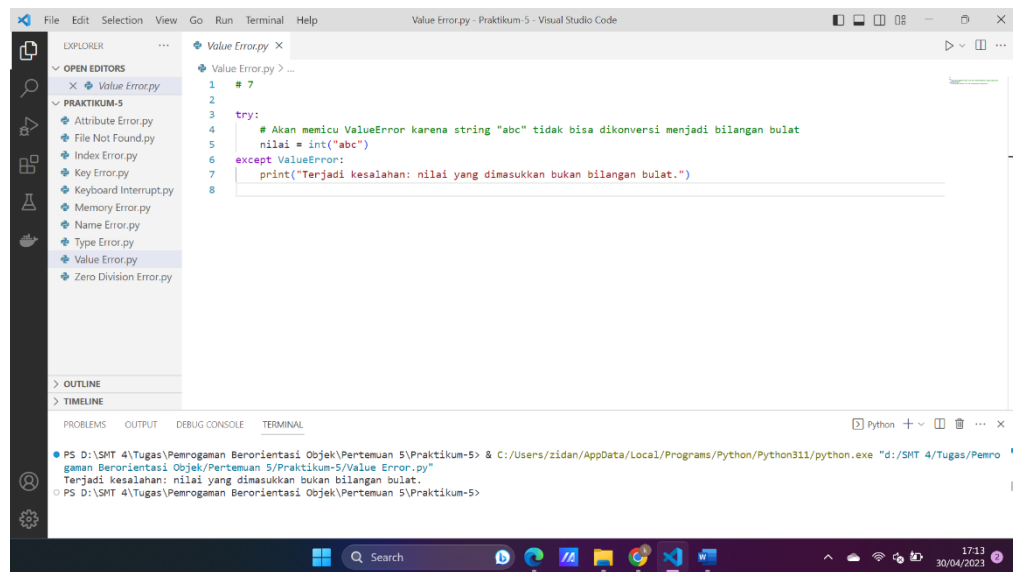 File Edit Selection View Go Run Terminal Help Value Error.py - Praktikum-5 - Visual Studio Code
EXPLORER
OPEN EDITORS
Value Error.py
PRAKTIKUM-5
Attribute Error.py
File Not Found.py
Index Error.py
Key Error.py
Keyboard Interrupt.py
Memory Error.py
Name Error.py
Type Error.py
Value Error.py
Zero Division Error.py
OUTLINE
TIMELINE
Value Error.py
Value Error.py > ...
1 # 7
2
3 try:
4 # Akan memicu ValueError karena string "abc" tidak bisa dikonversi menjadi bilangan bulat
5 nilai = int("abc")
6 except ValueError:
7 print("Terjadi kesalahan: nilai yang dimasukkan bukan bilangan bulat.")
8
PROBLEMS OUTPUT DEBUG CONSOLE TERMINAL Python
PS D:\SMT 4\Tugas\Pemrogaman Berorientasi Objek\Pertemuan 5\Praktikum-5> & C:/Users/zidan/AppData/Local/Programs/Python/Python311/python.exe "d:/SMT 4/Tugas/Pemro
gaman Berorientasi Objek/Pertemuan 5/Praktikum-5/Value Error.py"
Terjadi kesalahan: nilai yang dimasukkan bukan bilangan bulat.
PS D:\SMT 4\Tugas\Pemrogaman Berorientasi Objek\Pertemuan 5\Praktikum-5>
Search
17:13
30/04/2023
2